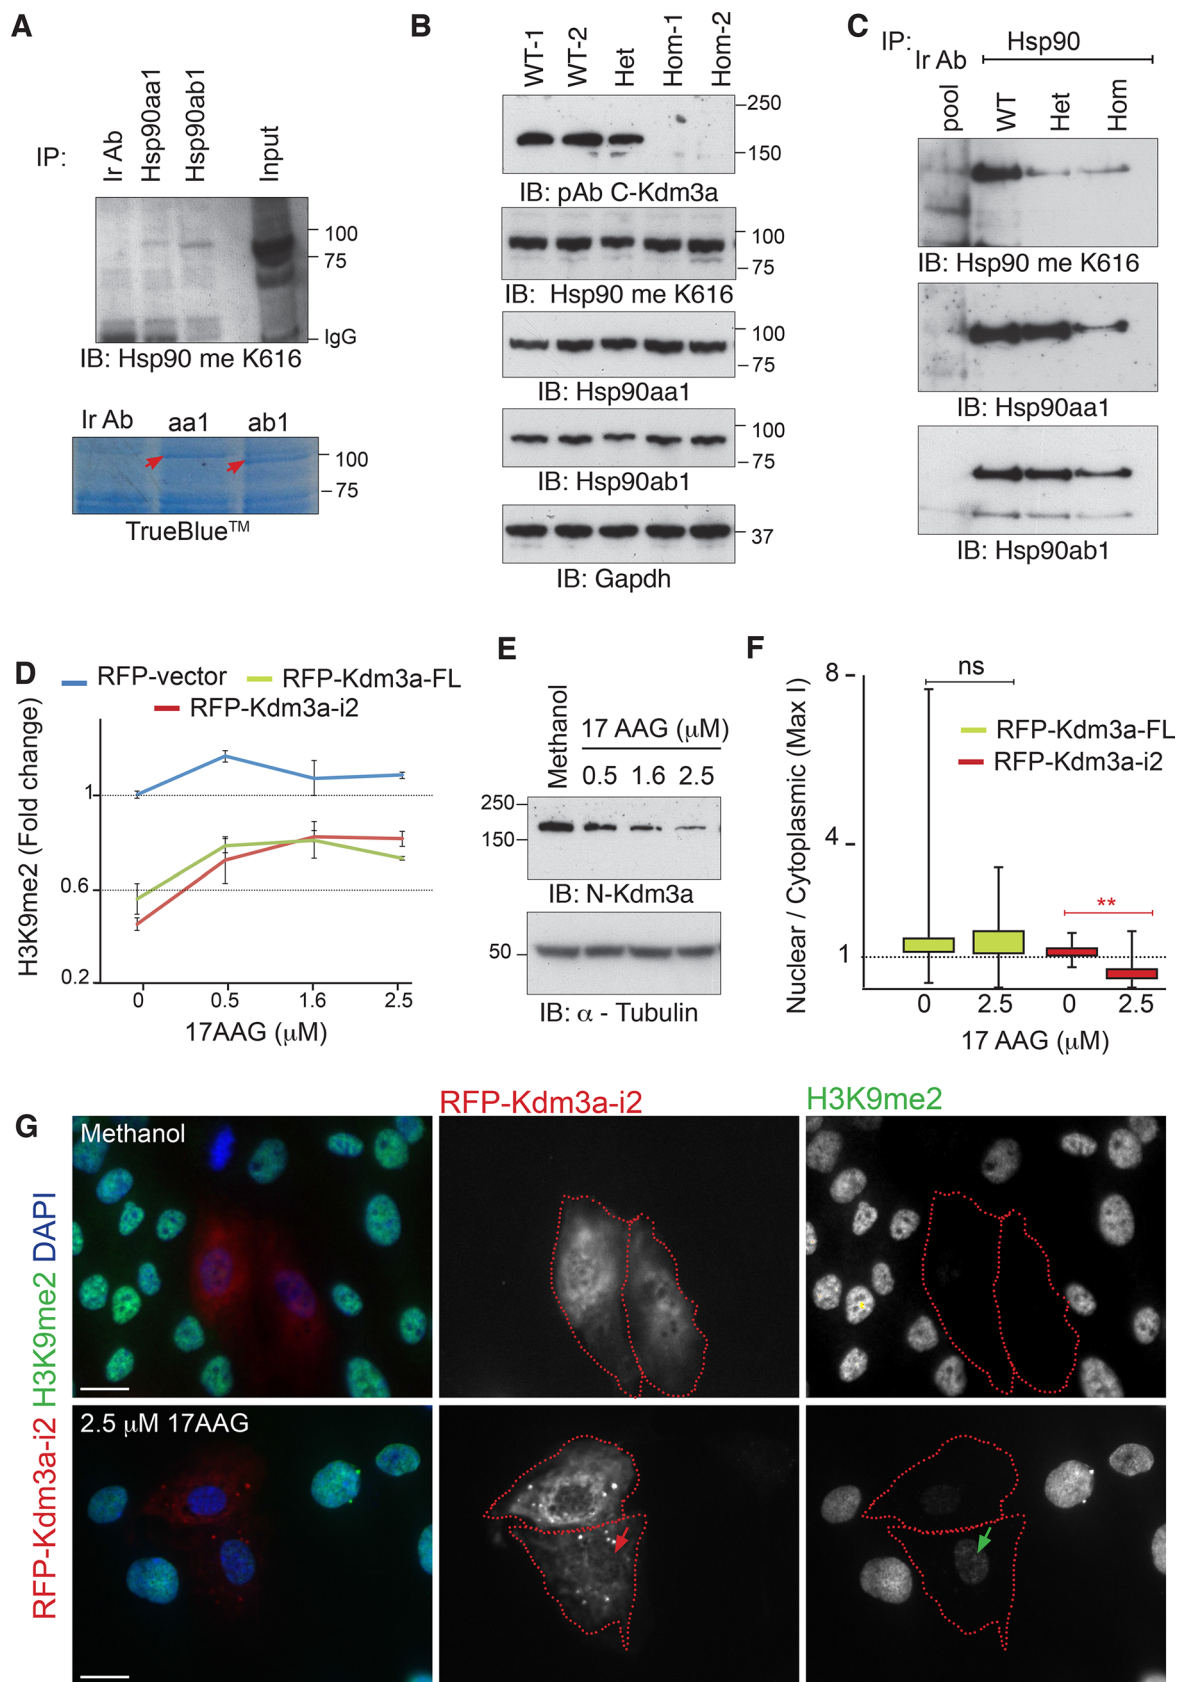 A
IP:
Ir Ab
Hsp90aa1
Hsp90ab1
Input
100
75
IgG
IB: Hsp90 me K616
Ir Ab
aa1
ab1
100
75
TrueBlue™
B
WT-1
WT-2
Het
Hom-1
Hom-2
250
150
IB: pAb C-Kdm3a
100
75
IB: Hsp90 me K616
100
75
IB: Hsp90aa1
100
75
IB: Hsp90ab1
37
IB: Gapdh
C
IP:
Ir Ab
Hsp90
pool
WT
Het
Hom
IB: Hsp90 me K616
IB: Hsp90aa1
IB: Hsp90ab1
D
RFP-vector
RFP-Kdm3a-FL
RFP-Kdm3a-i2
H3K9me2 (Fold change)
1
0.6
0.2
0 0.5 1.6 2.5
17AAG (μM)
E
Methanol
17 AAG (μM)
0.5 1.6 2.5
250
150
IB: N-Kdm3a
50
IB: α - Tubulin
F
Nuclear / Cytoplasmic (Max I)
8
4
1
ns
RFP-Kdm3a-FL
RFP-Kdm3a-i2
**
0 2.5 0 2.5
17 AAG (μM)
G
RFP-Kdm3a-i2 H3K9me2 DAPI
RFP-Kdm3a-i2
H3K9me2
Methanol
2.5 μM 17AAG